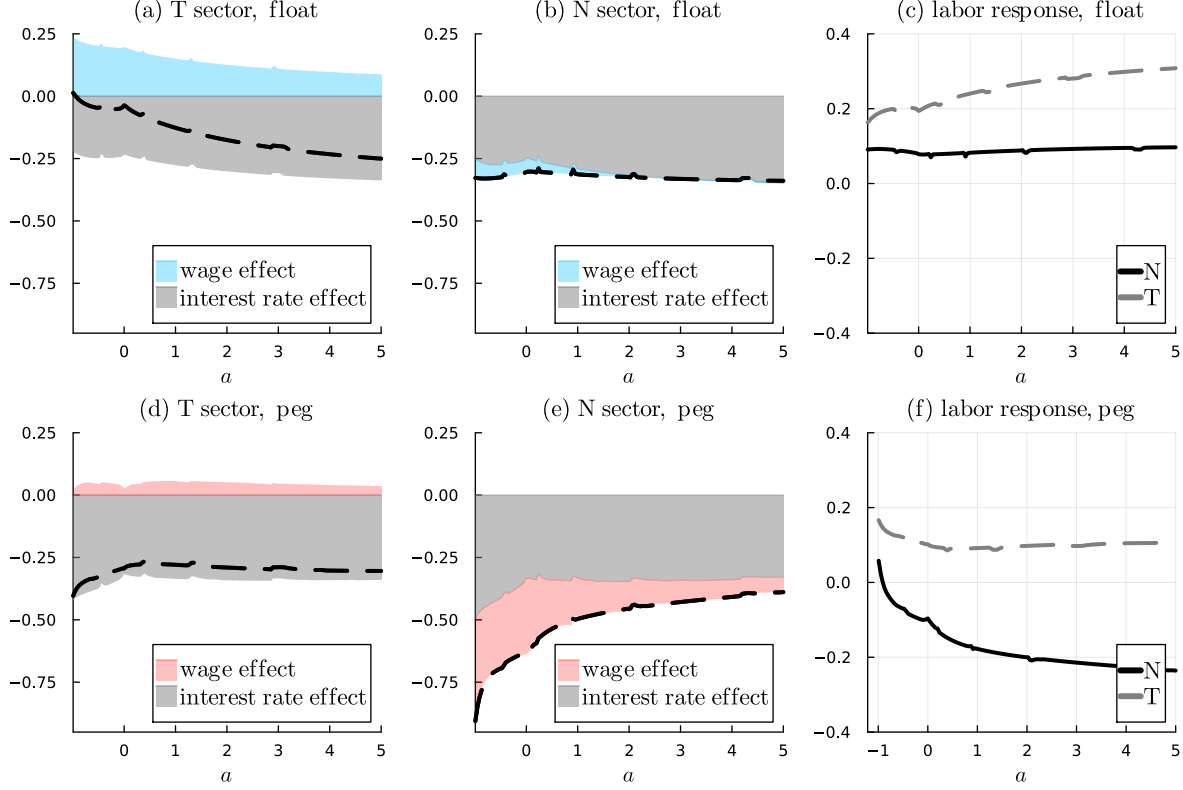 (a) T sector, float
0.25
0.00
−0.25
−0.50
−0.75
wage effect
interest rate effect
0 1 2 3 4 5
a
(b) N sector, float
0.25
0.00
−0.25
−0.50
−0.75
wage effect
interest rate effect
0 1 2 3 4 5
a
(c) labor response, float
0.4
0.2
0.0
−0.2
−0.4
N
T
0 1 2 3 4 5
a
(d) T sector, peg
0.25
0.00
−0.25
−0.50
−0.75
wage effect
interest rate effect
0 1 2 3 4 5
a
(e) N sector, peg
0.25
0.00
−0.25
−0.50
−0.75
wage effect
interest rate effect
0 1 2 3 4 5
a
(f) labor response, peg
0.4
0.2
0.0
−0.2
−0.4
N
T
−1 0 1 2 3 4 5
a